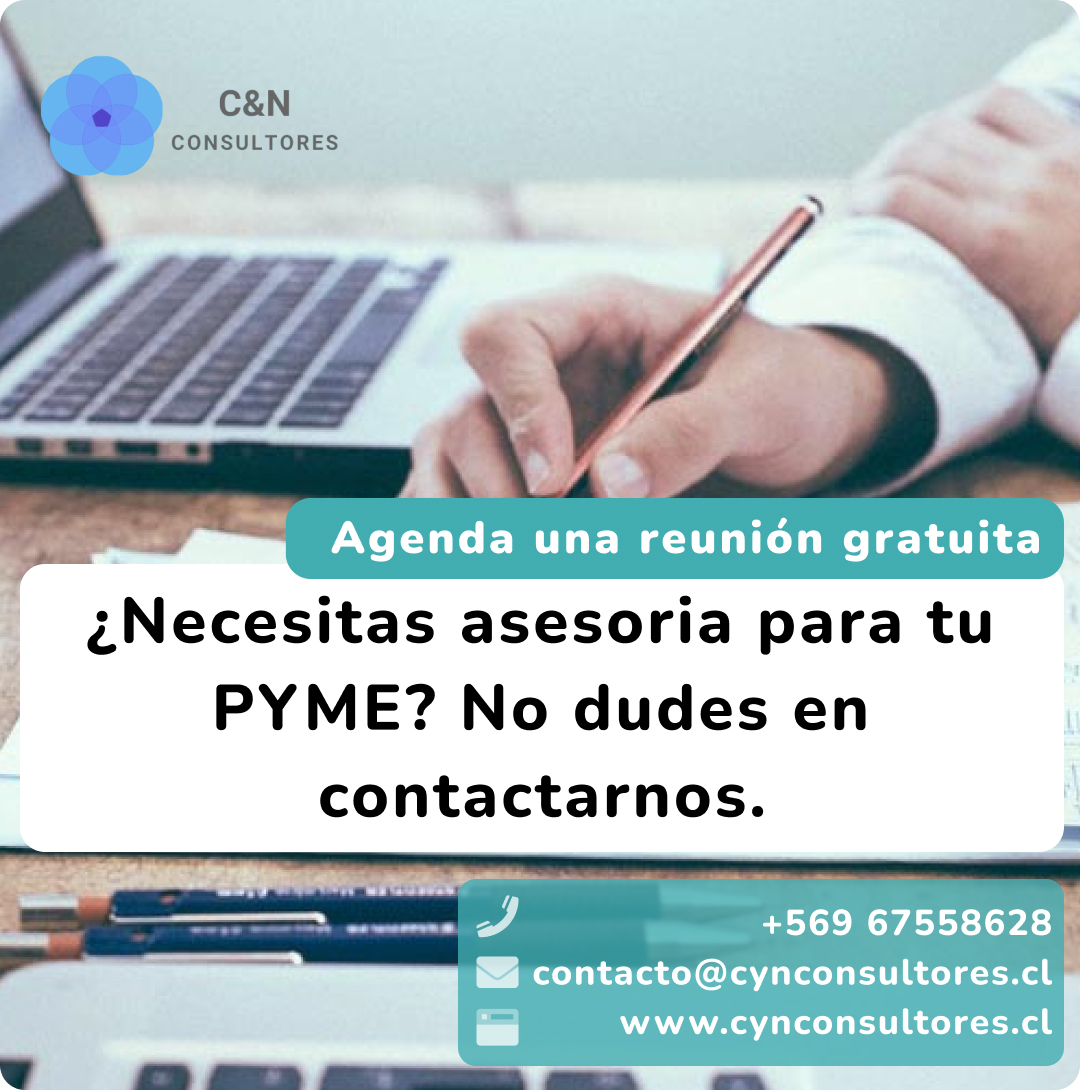 C&N
CONSULTORES
Agenda una reunión gratuita
¿Necesitas asesoria para tu
PYME? No dudes en
contactarnos.
+569 67558628
contacto@cynconsultores.cl
www.cynconsultores.cl